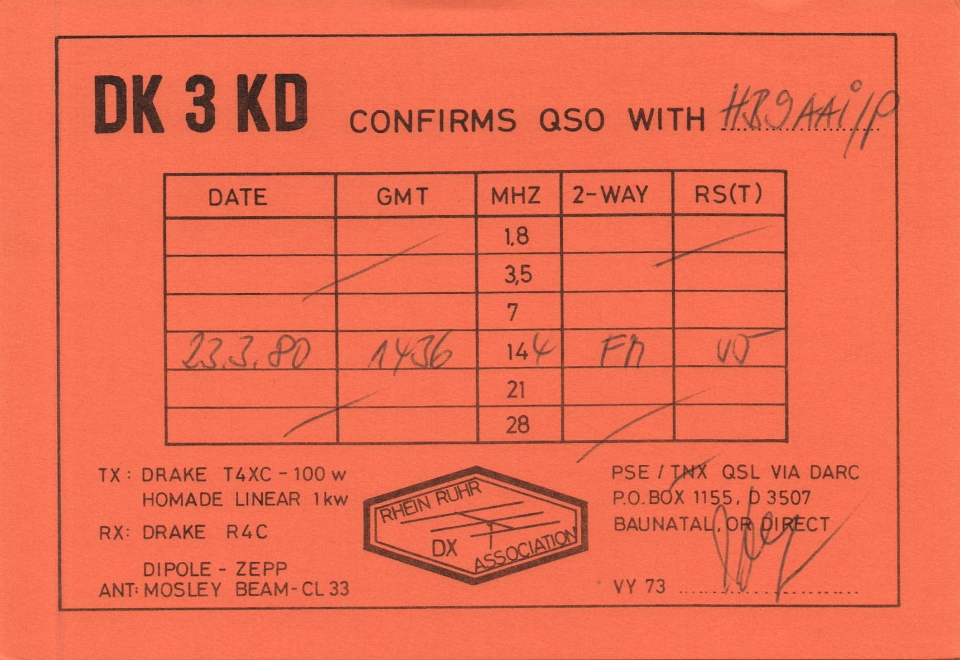 DK 3 KD CONFIRMS QSO WITH HB9AAI/P
DATE GMT MHZ 2-WAY RS(T)
1,8
3,5
7
23.3.80 1436 144 FM
21
28
TX: DRAKE T4XC-100 W
HOMADE LINEAR 1kW
RX: DRAKE R4C
DIPOLE - ZEPP
ANT: MOSLEY BEAM-CL 33
RHEIN RUHR
DX ASSOCIATION
PSE / TNX QSL VIA DARC
P.O.BOX 1155, D 3507
BAUNATAL, OR DIRECT
VY 73